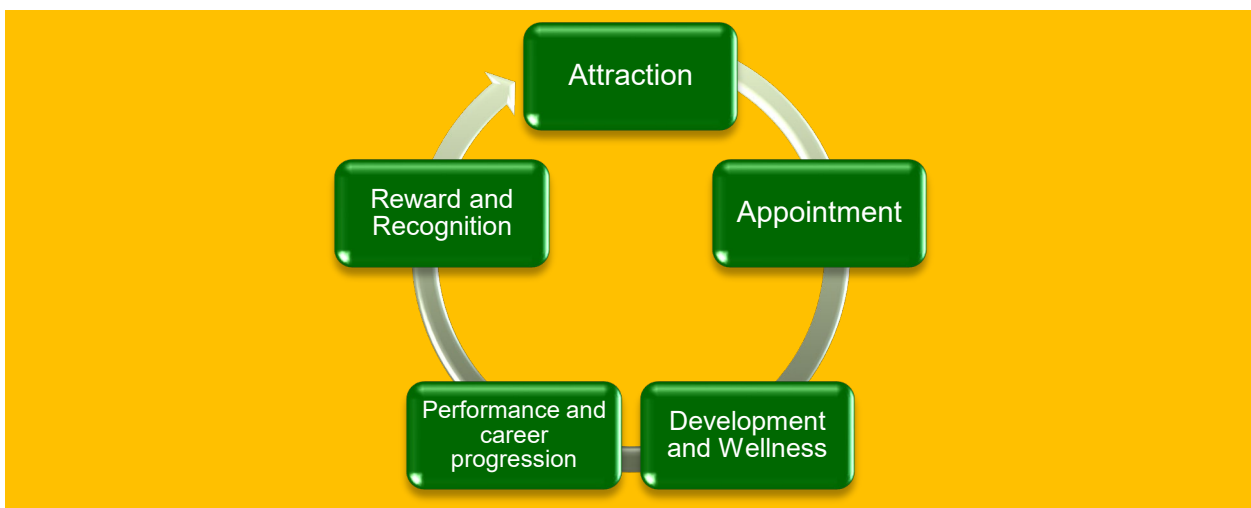 Attraction
Appointment
Development
and Wellness
Performance and
career
progression
Reward and
Recognition